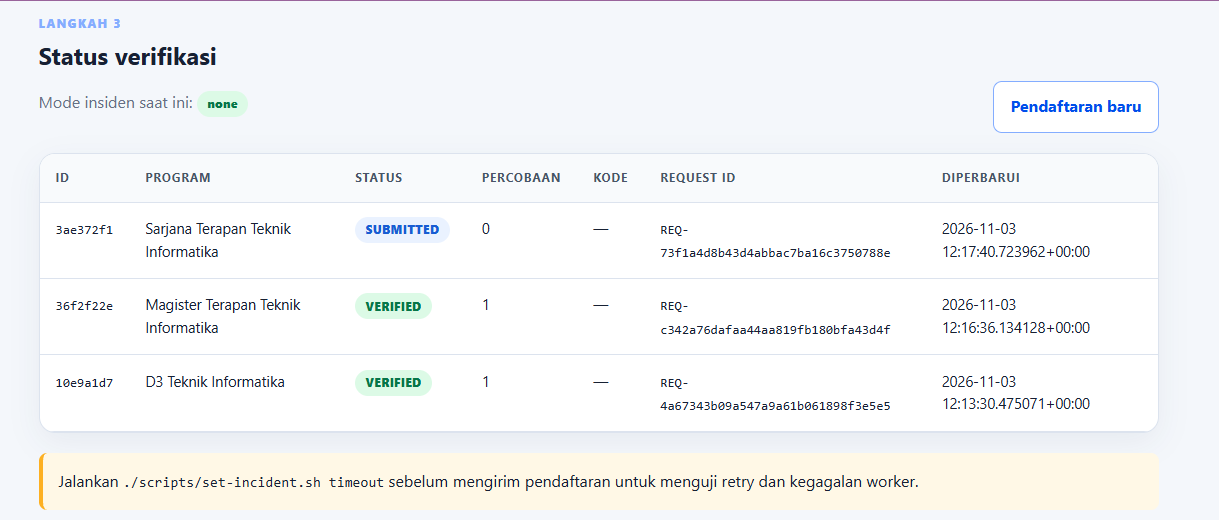 LANGKAH 3
Status verifikasi
Mode insiden saat ini: none
Pendaftaran baru
ID PROGRAM STATUS PERCOBAAN KODE REQUEST ID DIPERBARUI
3ae372f1 Sarjana Terapan Teknik SUBMITTED 0 — REQ- 2026-11-03
Informatika 73f1a4d8b43d4abbac7ba16c3750788e 12:17:40.723962+00:00
36f2f22e Magister Terapan Teknik VERIFIED 1 — REQ- 2026-11-03
Informatika c342a76dafaa44aa819fb180bfa43d4f 12:16:36.134128+00:00
10e9a1d7 D3 Teknik Informatika VERIFIED 1 — REQ- 2026-11-03
4a67343b09a547a9a61b061898f3e5e5 12:13:30.475071+00:00
Jalankan ./scripts/set-incident.sh timeout sebelum mengirim pendaftaran untuk menguji retry dan kegagalan worker.